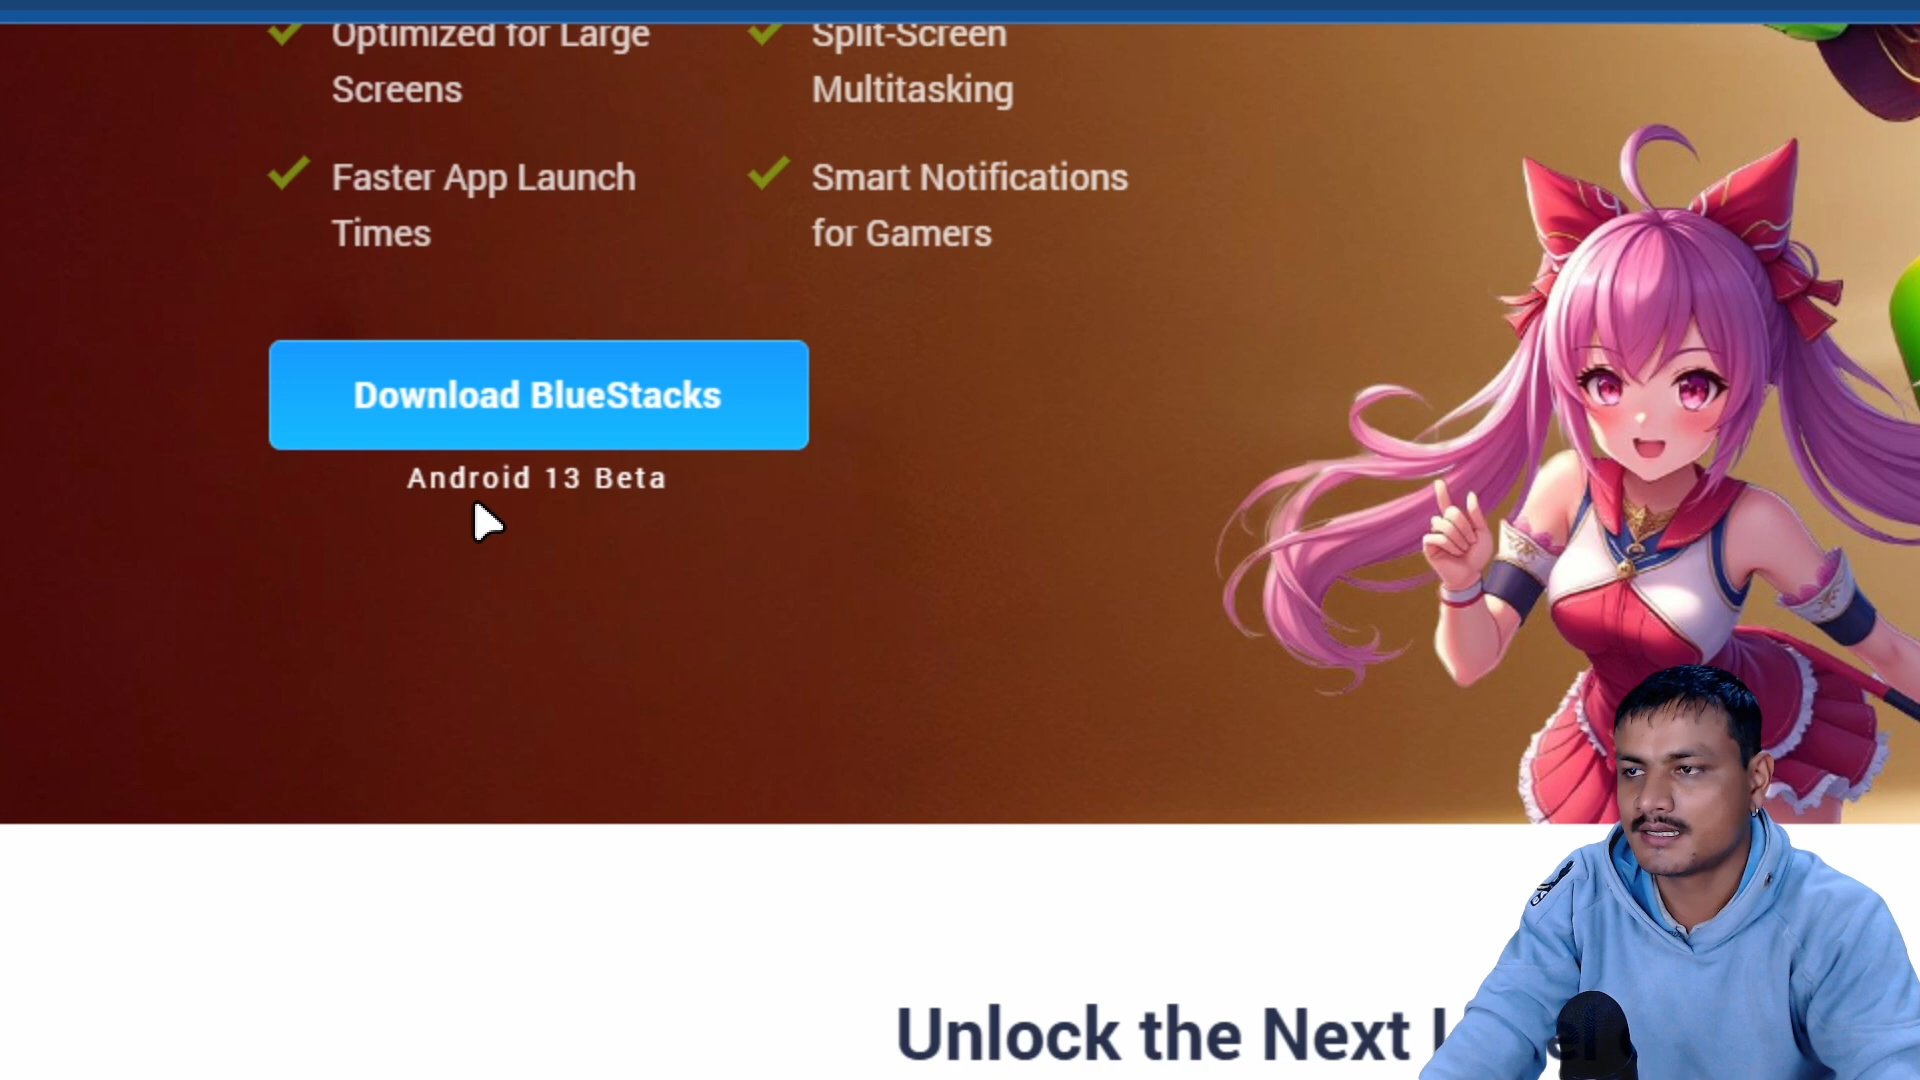 Optimized for Large
Screens
Split-Screen
Multitasking
Faster App Launch
Times
Smart Notifications
for Gamers
Download BlueStacks
Android 13 Beta
Unlock the Next